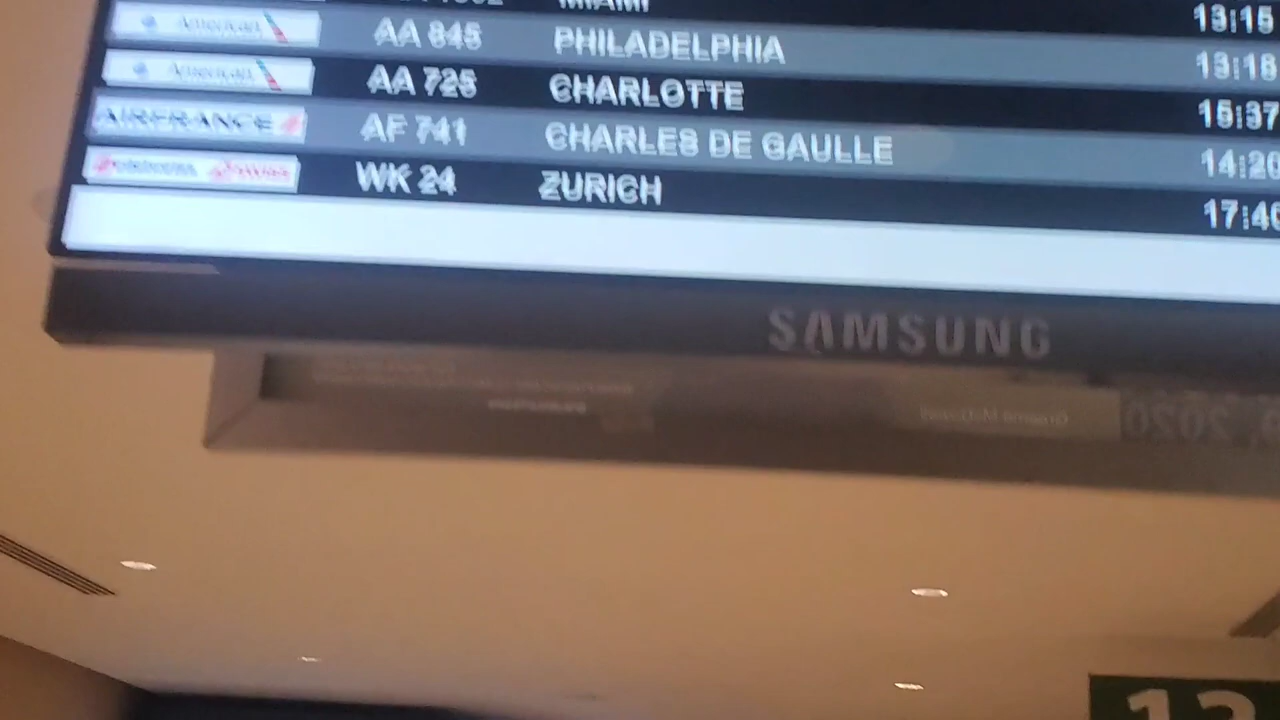 MIAMI 13:15
American AA 845 PHILADELPHIA 13:18
American AA 725 CHARLOTTE 15:37
AIRFRANCE AF 741 CHARLES DE GAULLE 14:20
WK 24 ZURICH 17:40
SAMSUNG
2020